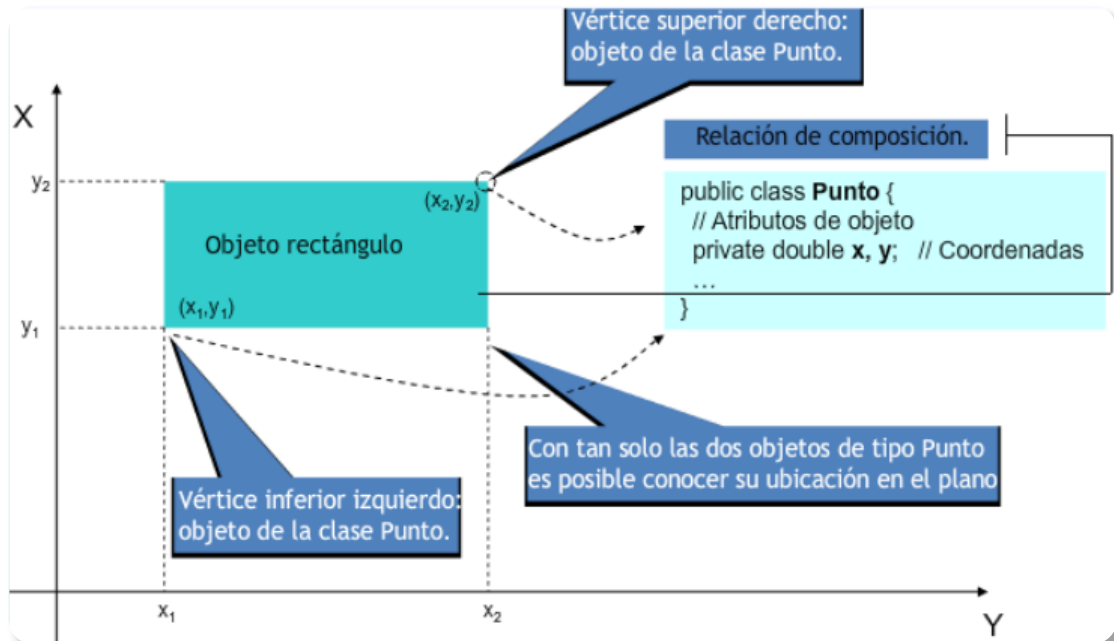 Vértice superior derecho:
objeto de la clase Punto.
X
Relación de composición.
y2
(x2,y2)
public class Punto {
// Atributos de objeto
private double x, y; // Coordenadas
...
}
Objeto rectángulo
(x1,y1)
y1
Con tan solo las dos objetos de tipo Punto
es posible conocer su ubicación en el plano
Vértice inferior izquierdo:
objeto de la clase Punto.
x1
x2
Y